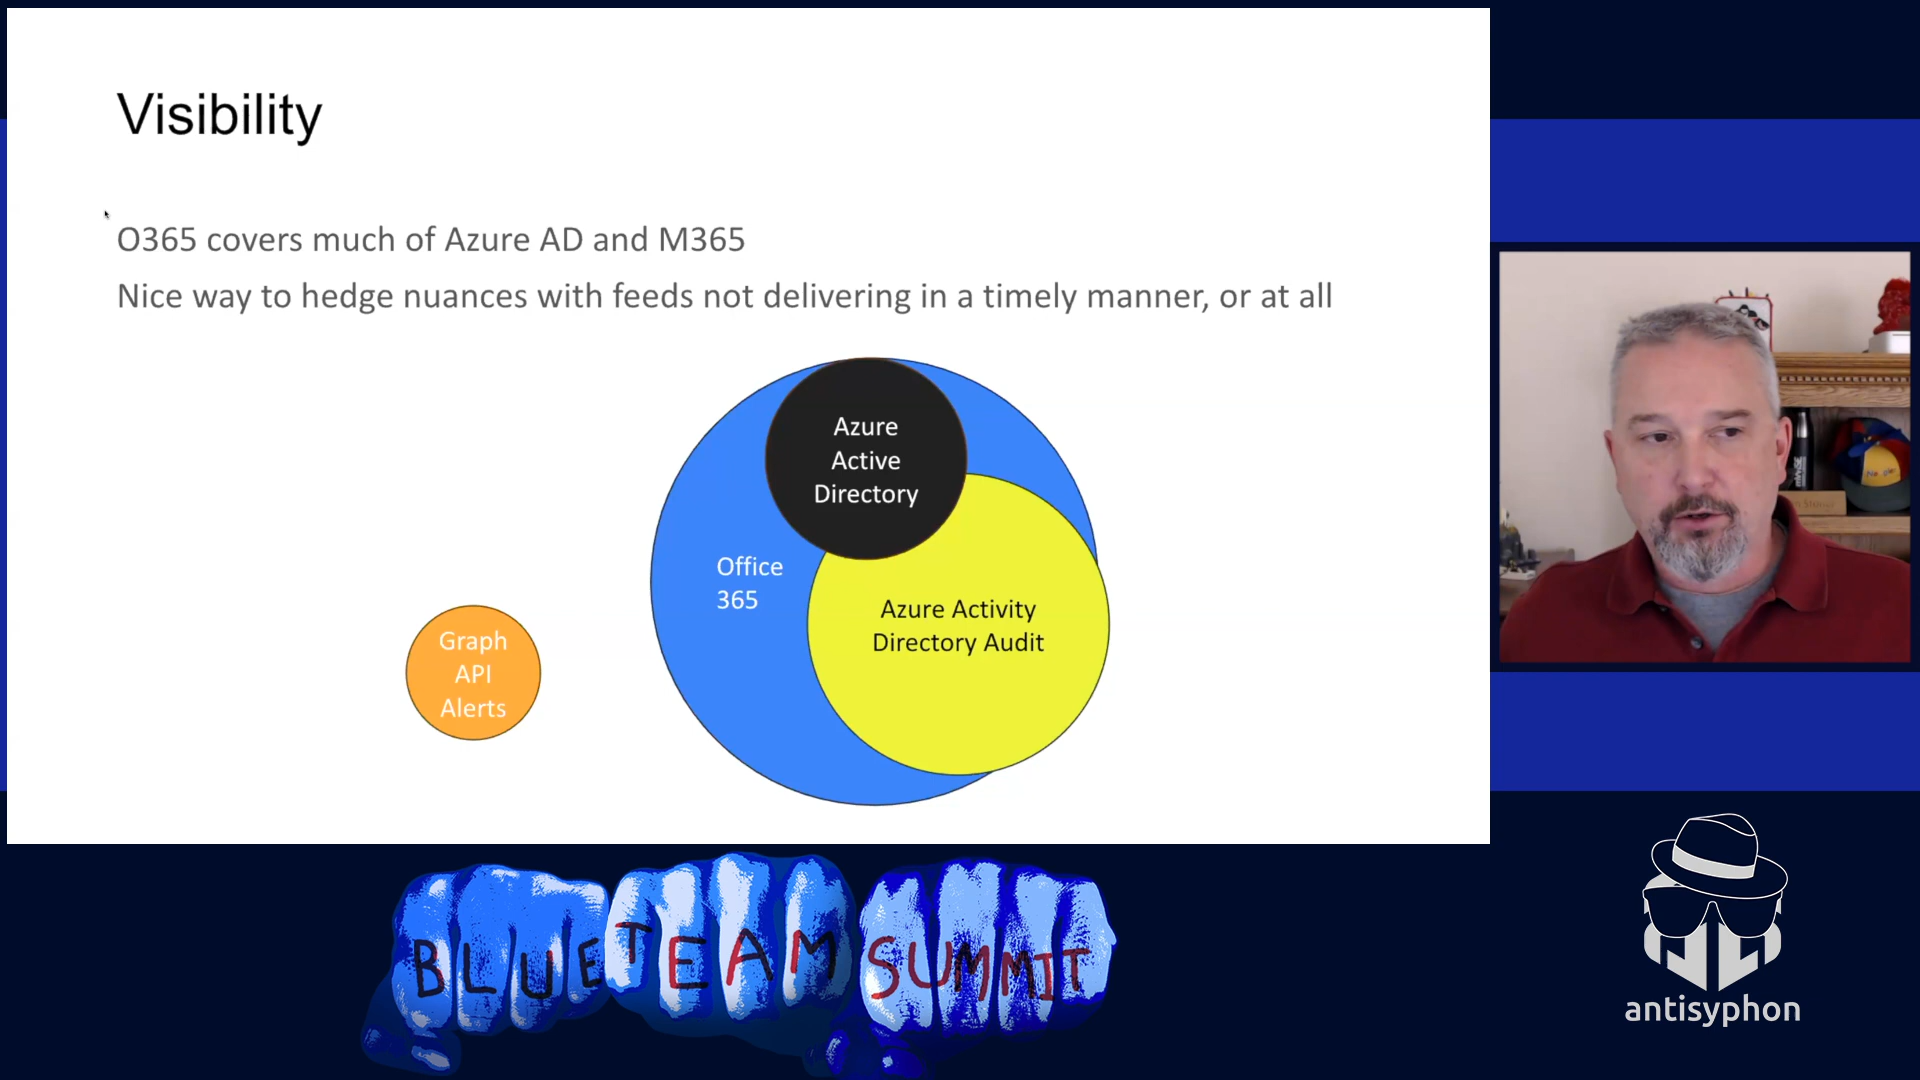 Visibility
O365 covers much of Azure AD and M365
Nice way to hedge nuances with feeds not delivering in a timely manner, or at all
Azure
Active
Directory
Office
365
Azure Activity
Directory Audit
Graph
API
Alerts
BLUE TEAM SUMMIT
antisyphon